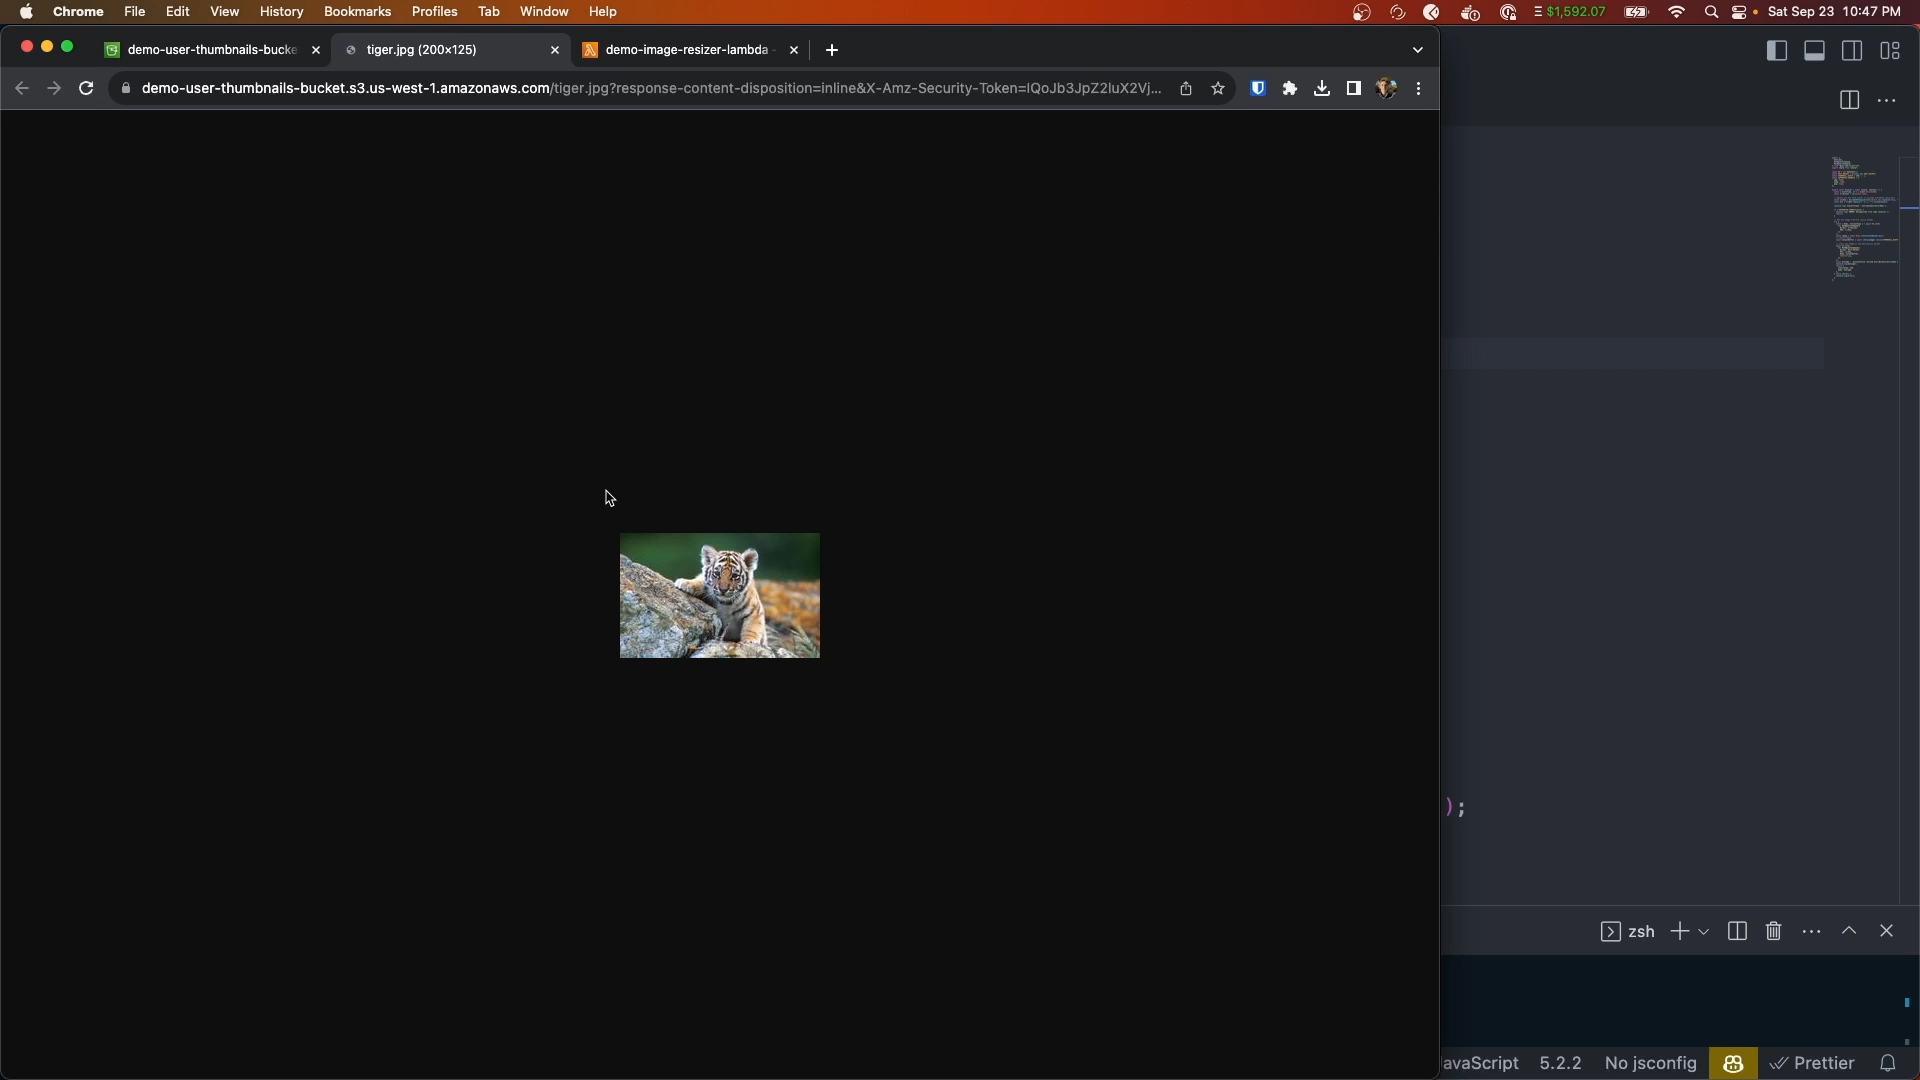 Chrome File Edit View History Bookmarks Profiles Tab Window Help $1,592.07 Sat Sep 23 10:47 PM
demo-user-thumbnails-bucke tiger.jpg (200×125) demo-image-resizer-lambda -
demo-user-thumbnails-bucket.s3.us-west-1.amazonaws.com/tiger.jpg?response-content-disposition=inline&X-Amz-Security-Token=IQoJb3JpZ2luX2Vj...
);
zsh
avaScript 5.2.2 No jsconfig Prettier